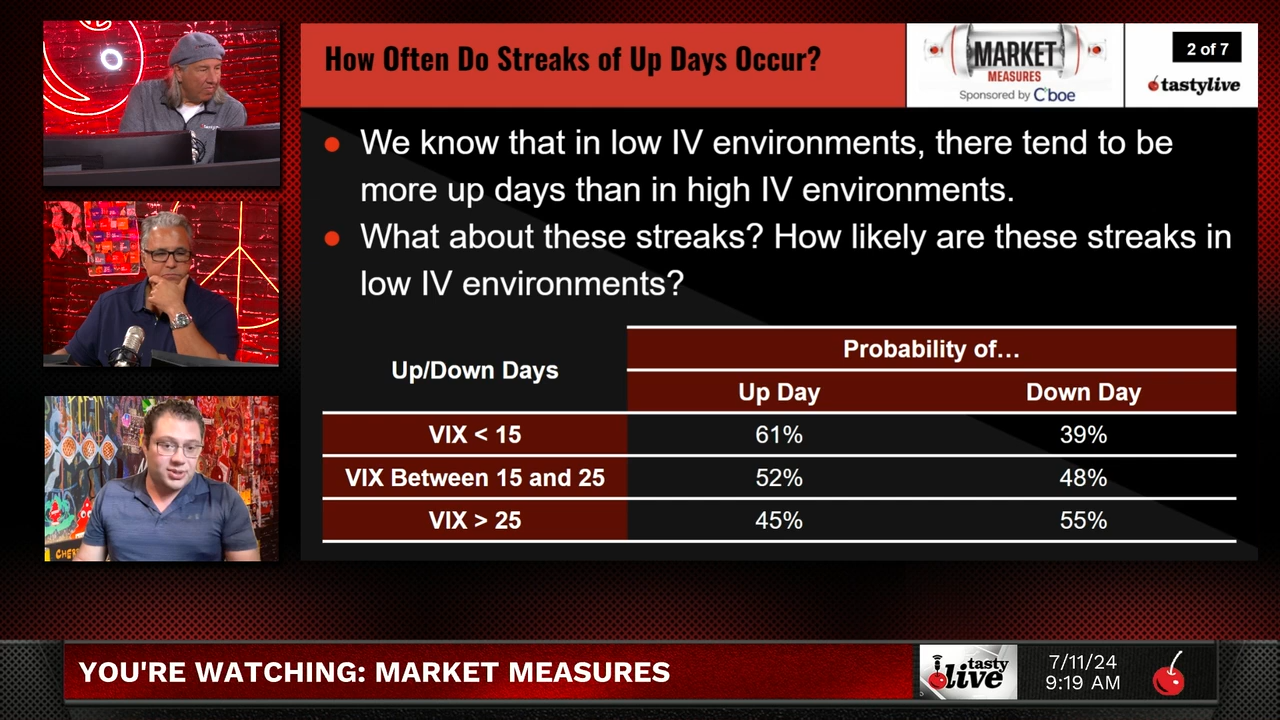 How Often Do Streaks of Up Days Occur?
MARKET
MEASURES
Sponsored by Cboe
2 of 7
tastylive
We know that in low IV environments, there tend to be
more up days than in high IV environments.
What about these streaks? How likely are these streaks in
low IV environments?
Up/Down Days
Probability of…
Up Day
Down Day
VIX < 15
61%
39%
VIX Between 15 and 25
52%
48%
VIX > 25
45%
55%
CHERR
YOU'RE WATCHING: MARKET MEASURES
tasty
live
7/11/24
9:19 AM